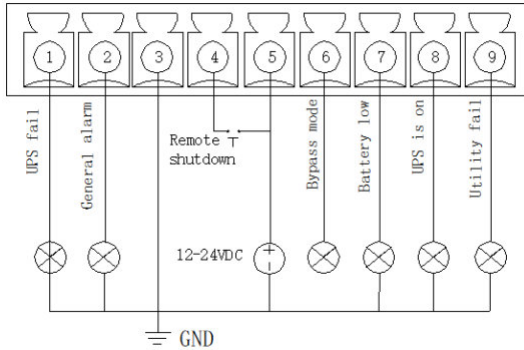 1 2 3 4 5 6 7 8 9
UPS fail
General alarm
Remote
shutdown
Bypass mode
Battery low
UPS is on
Utility fail
12-24VDC
+
-
GND